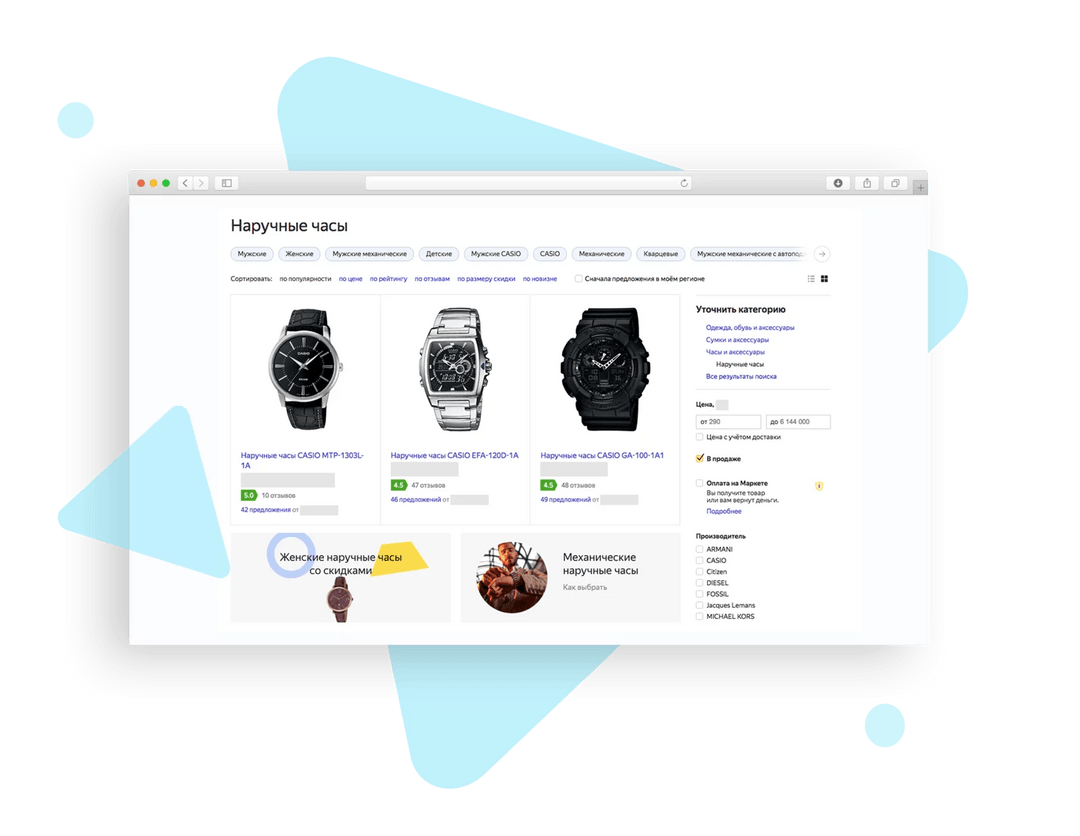 Наручные часы
Мужские Женские Мужские механические Детские Мужские CASIO CASIO Механические Кварцевые Мужские механические с автопод
Сортировать: по популярности по цене по рейтингу по отзывам по размеру скидки по новизне Сначала предложения в моём регионе
CASIO
Наручные часы CASIO MTP-1303L-
1A
5.0 10 отзывов
42 предложения от
Наручные часы CASIO EFA-120D-1A
4.5 47 отзывов
46 предложений от
Наручные часы CASIO GA-100-1A1
4.5 48 отзывов
49 предложений от
Женские наручные часы
со скидками
Механические
наручные часы
Как выбрать
Уточнить категорию
Одежда, обувь и аксессуары
Сумки и аксессуары
Часы и аксессуары
Наручные часы
Все результаты поиска
Цена,
от 290 до 6 144 000
Цена с учётом доставки
В продаже
Оплата на Маркете
Вы получите товар
или вам вернут деньги.
Подробнее
Производитель
ARMANI
CASIO
Citizen
DIESEL
FOSSIL
Jacques Lemans
MICHAEL KORS